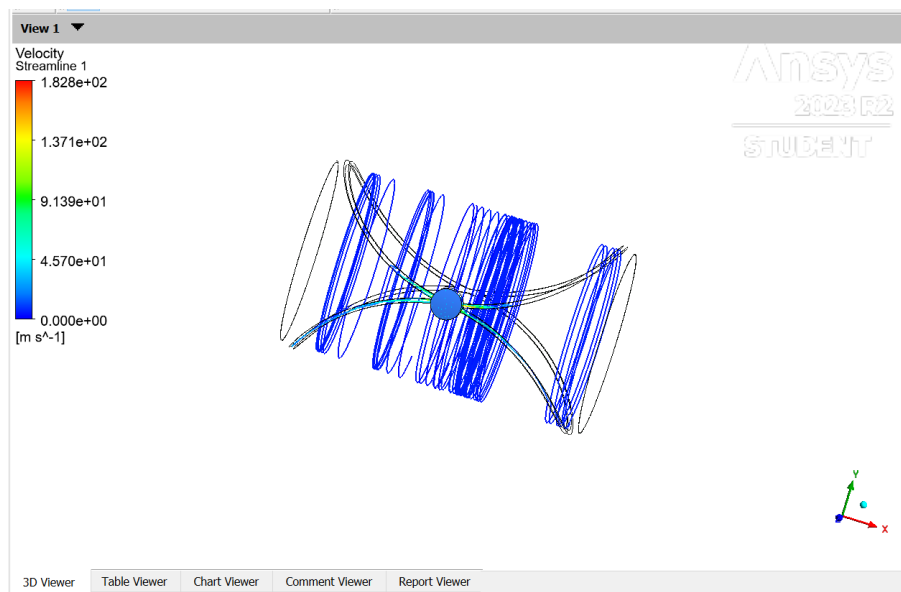 View 1
Velocity
Streamline 1
1.828e+02
1.371e+02
9.139e+01
4.570e+01
0.000e+00
[m s^-1]
Ansys
2023 R2
STUDENT
Y
X
3D Viewer
Table Viewer
Chart Viewer
Comment Viewer
Report Viewer